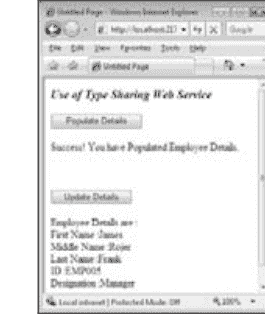 Untitled Page - Windows Internet Explorer
http://localhost:217
Google
File Edit View Favorites Tools Help
Untitled Page
Use of Type Sharing Web Service
Populate Details
Success! You have Populated Employee Details.
Update Details
Employee Details are :
First Name :James
Middle Name :Rojer
Last Name :Frank
ID :EMP005
Designation :Manager
Local intranet | Protected Mode: Off
100%